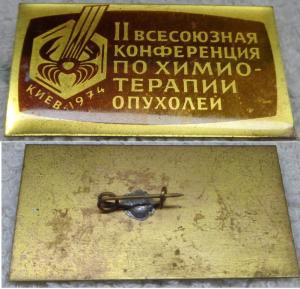 II ВСЕСОЮЗНАЯ
КОНФЕРЕНЦИЯ
ПО ХИМИО-
ТЕРАПИИ
ОПУХОЛЕЙ
КИЕВ-1974